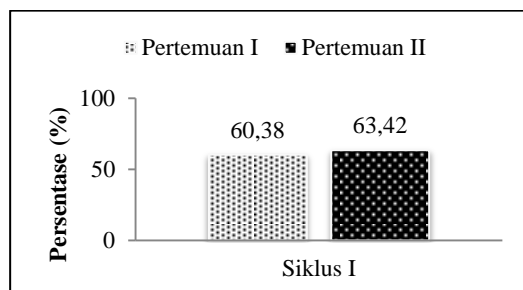 Pertemuan I Pertemuan II
Persentase (%)
100
50
0
60,38
63,42
Siklus I